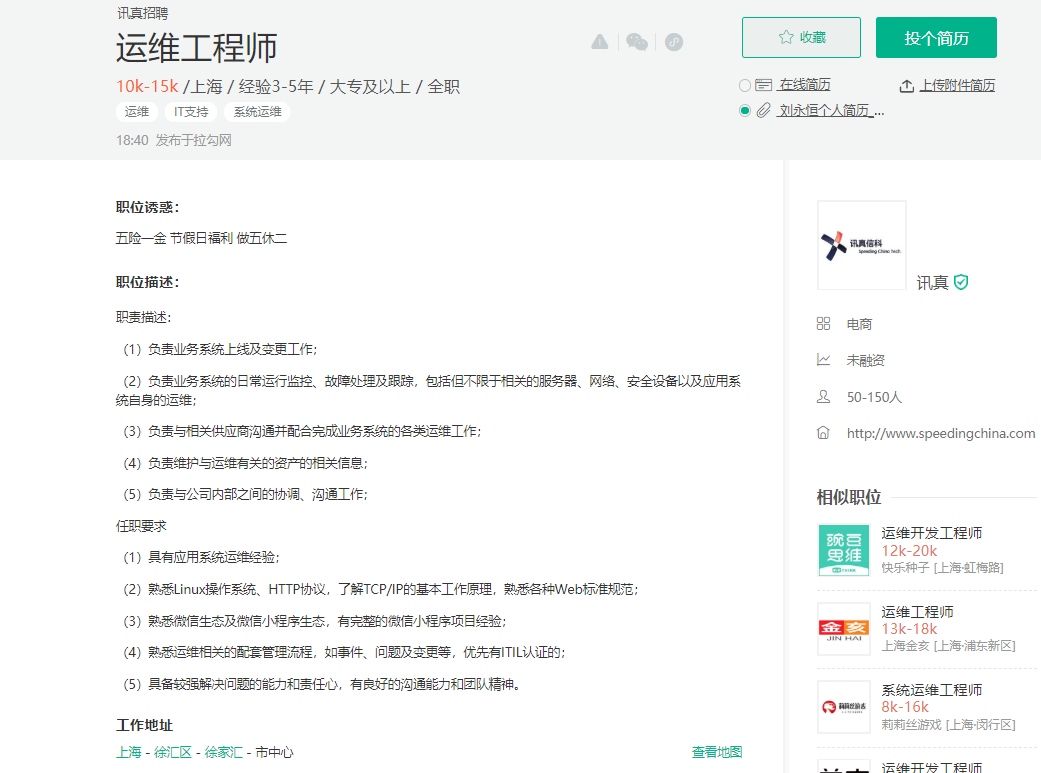 讯真招聘
运维工程师
收藏
投个简历
10k-15k /上海 / 经验3-5年 / 大专及以上 / 全职
在线简历
上传附件简历
运维 IT支持 系统运维
刘永恒个人简历_...
18:40 发布于拉勾网
职位诱惑：
五险一金 节假日福利 做五休二
职位描述：
职责描述：
（1）负责业务系统上线及变更工作；
（2）负责业务系统的日常运行监控、故障处理及跟踪，包括但不限于相关的服务器、网络、安全设备以及应用系
统自身的运维；
（3）负责与相关供应商沟通并配合完成业务系统的各类运维工作；
（4）负责维护与运维有关的资产的相关信息；
（5）负责与公司内部之间的协调、沟通工作；
任职要求
（1）具有应用系统运维经验；
（2）熟悉Linux操作系统、HTTP协议，了解TCP/IP的基本工作原理，熟悉各种Web标准规范；
（3）熟悉微信生态及微信小程序生态，有完整的微信小程序项目经验；
（4）熟悉运维相关的配套管理流程，如事件、问题及变更等，优先有ITIL认证的；
（5）具备较强解决问题的能力和责任心，有良好的沟通能力和团队精神。
工作地址
上海 - 徐汇区 - 徐家汇 - 市中心
查看地图
讯真信科
Speeding China Tech.
讯真
电商
未融资
50-150人
http://www.speedingchina.com
相似职位
豌豆
思维
运维开发工程师
12k-20k
快乐种子 [上海·虹梅路]
金亥
JIN HAI
运维工程师
13k-18k
上海金亥 [上海·浦东新区]
莉莉丝游戏
系统运维工程师
8k-16k
莉莉丝游戏 [上海·闵行区]
运维开发工程师